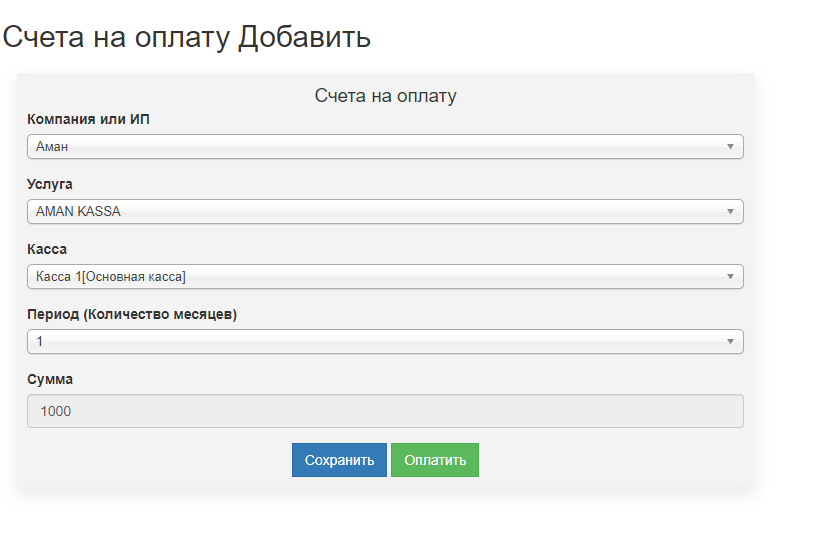 Счета на оплату Добавить
Счета на оплату
Компания или ИП
Аман
Услуга
AMAN KASSA
Касса
Касса 1[Основная касса]
Период (Количество месяцев)
1
Сумма
1000
Сохранить Оплатить